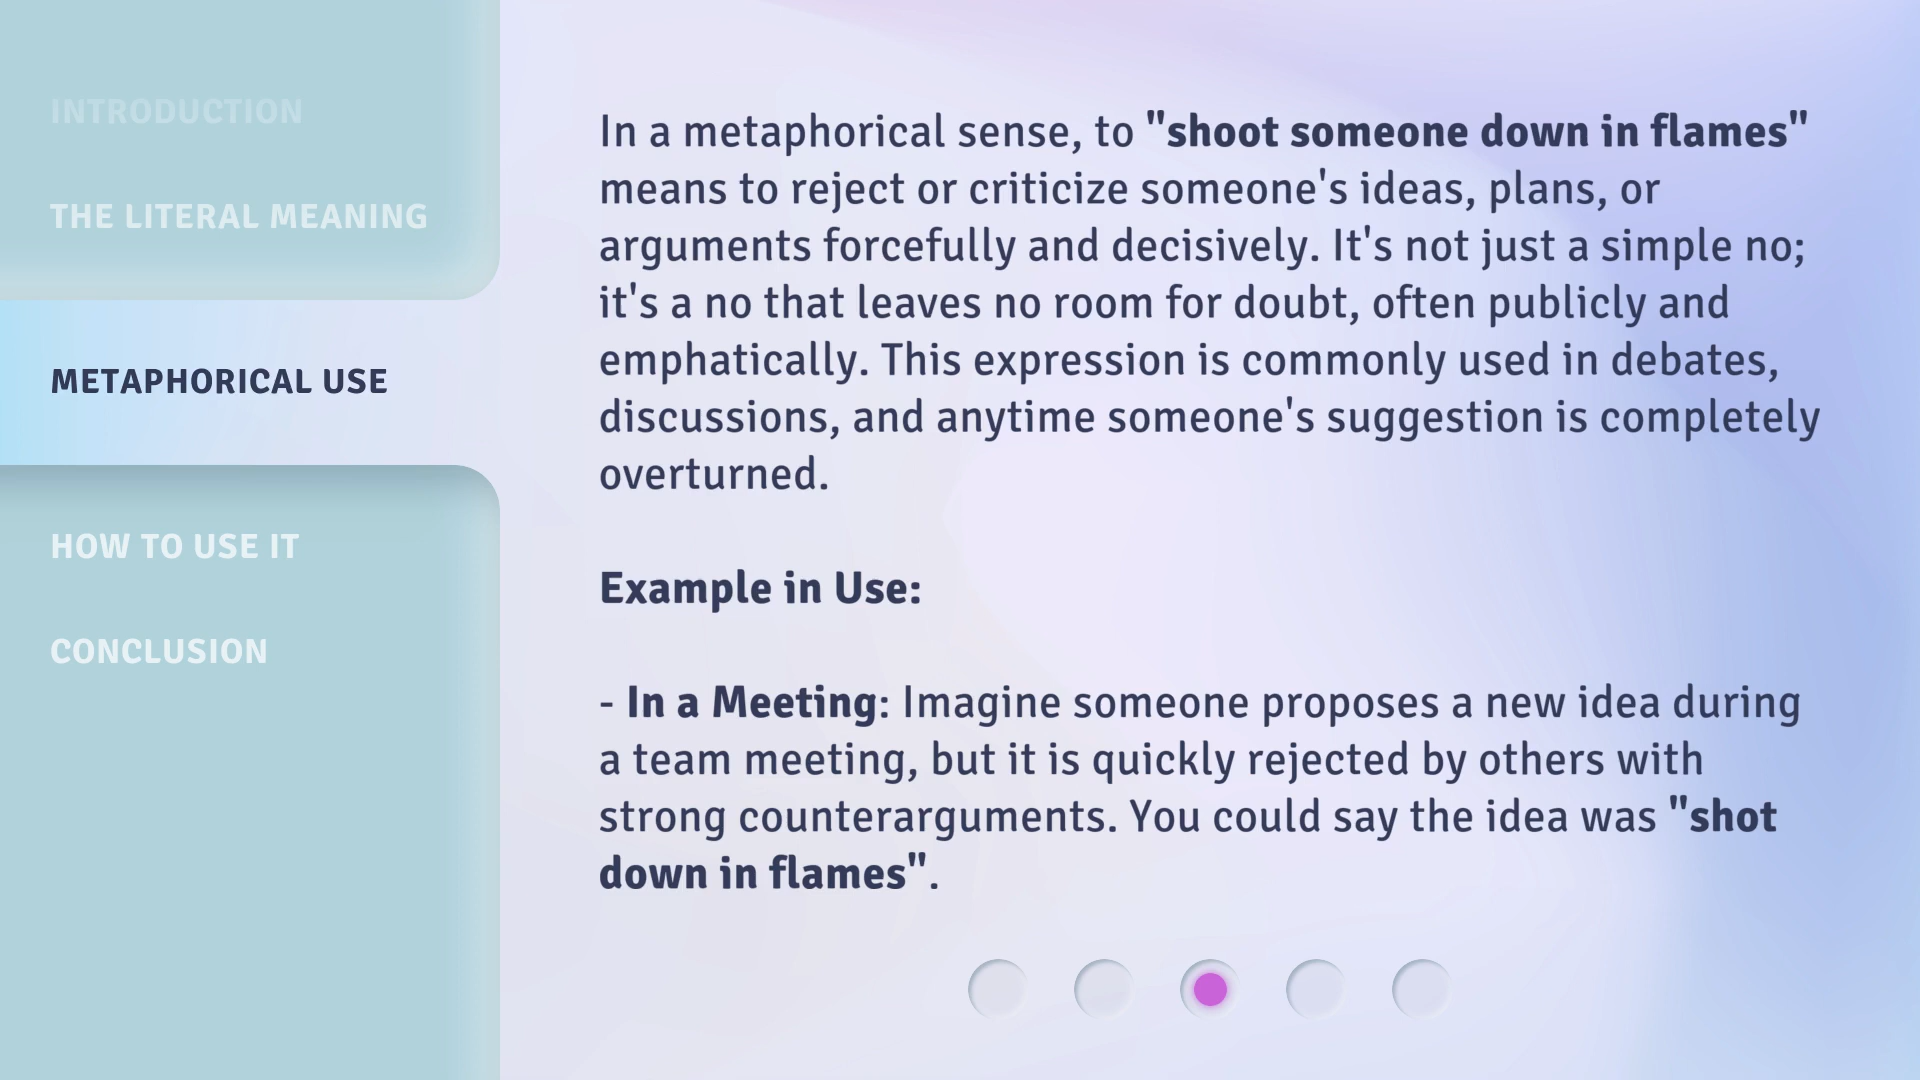 INTRODUCTION
THE LITERAL MEANING
METAPHORICAL USE
HOW TO USE IT
CONCLUSION
In a metaphorical sense, to "shoot someone down in flames"
means to reject or criticize someone's ideas, plans, or
arguments forcefully and decisively. It's not just a simple no;
it's a no that leaves no room for doubt, often publicly and
emphatically. This expression is commonly used in debates,
discussions, and anytime someone's suggestion is completely
overturned.
Example in Use:
- In a Meeting: Imagine someone proposes a new idea during
a team meeting, but it is quickly rejected by others with
strong counterarguments. You could say the idea was "shot
down in flames".